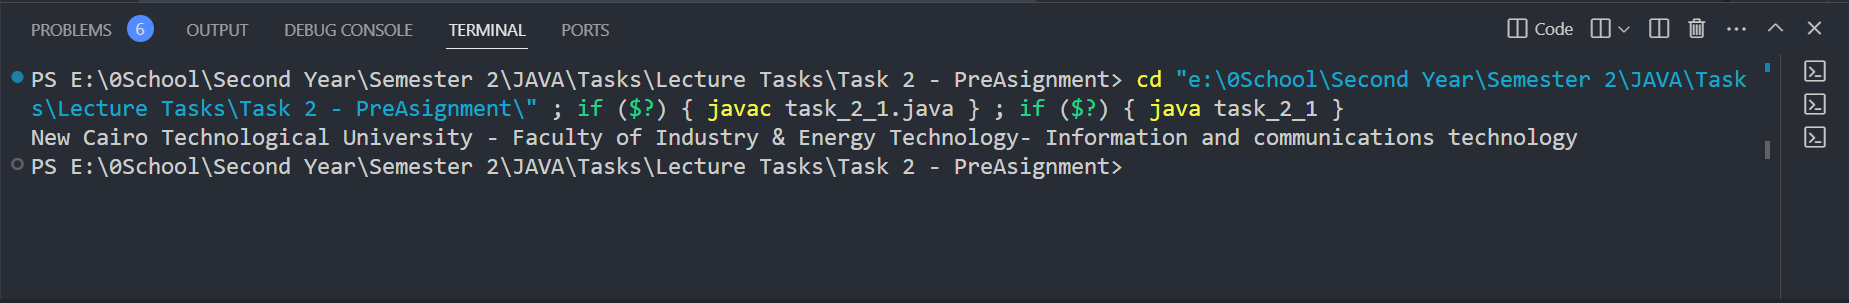 PROBLEMS 6 OUTPUT DEBUG CONSOLE TERMINAL PORTS Code
PS E:\0School\Second Year\Semester 2\JAVA\Tasks\Lecture Tasks\Task 2 - PreAsignment> cd "e:\0School\Second Year\Semester 2\JAVA\Task
s\Lecture Tasks\Task 2 - PreAsignment\" ; if ($?) { javac task_2_1.java } ; if ($?) { java task_2_1 }
New Cairo Technological University - Faculty of Industry & Energy Technology- Information and communications technology
PS E:\0School\Second Year\Semester 2\JAVA\Tasks\Lecture Tasks\Task 2 - PreAsignment>